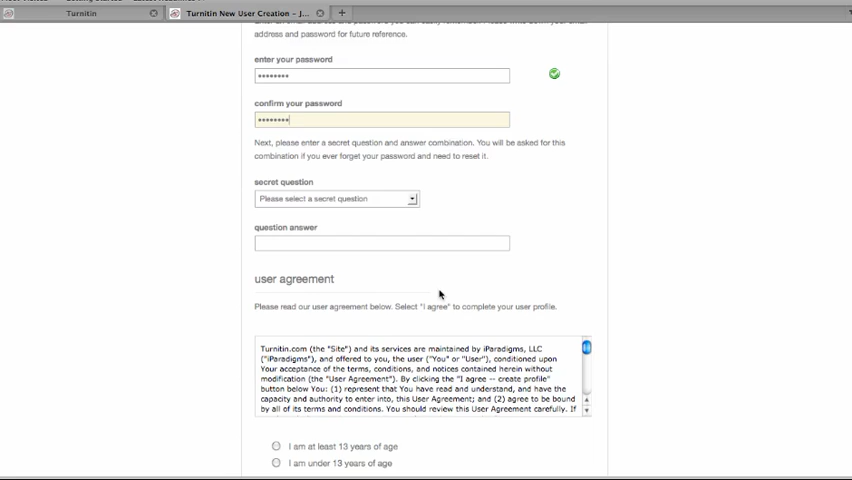 Turnitin
Turnitin New User Creation – J...
address and password for future reference.
enter your password
••••••••
confirm your password
••••••••
Next, please enter a secret question and answer combination. You will be asked for this
combination if you ever forget your password and need to reset it.
secret question
Please select a secret question
question answer
user agreement
Please read our user agreement below. Select "I agree" to complete your user profile.
Turnitin.com (the "Site") and its services are maintained by iParadigms, LLC
("iParadigms"), and offered to you, the user ("You" or "User"), conditioned upon
Your acceptance of the terms, conditions, and notices contained herein without
modification (the "User Agreement"). By clicking the "I agree -- create profile"
button below You: (1) represent that You have read and understand, and have the
capacity and authority to enter into, this User Agreement; and (2) agree to be bound
by all of its terms and conditions. You should review this User Agreement carefully. If
I am at least 13 years of age
I am under 13 years of age